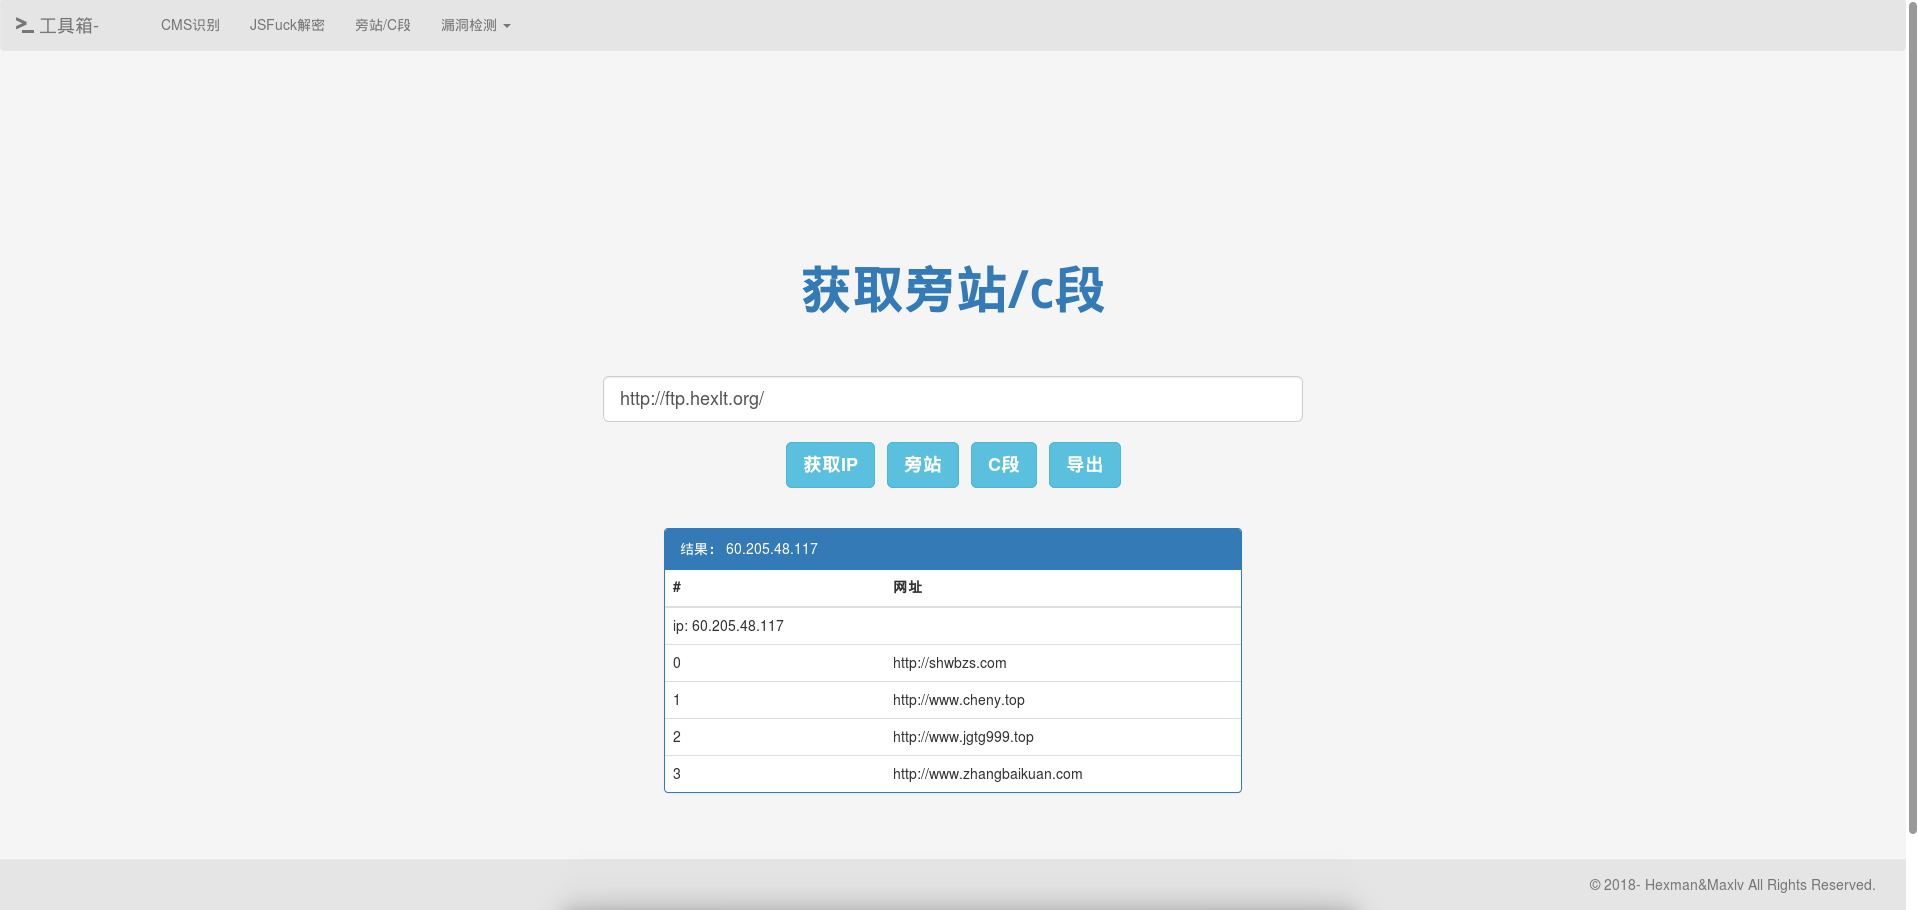 工具箱- CMS识别 JSFuck解密 旁站/C段 漏洞检测
获取旁站/c段
http://ftp.hexlt.org/
获取IP 旁站 C段 导出
结果： 60.205.48.117
# 网址
ip: 60.205.48.117
0 http://shwbzs.com
1 http://www.cheny.top
2 http://www.jgtg999.top
3 http://www.zhangbaikuan.com
© 2018- Hexman&Maxlv All Rights Reserved.